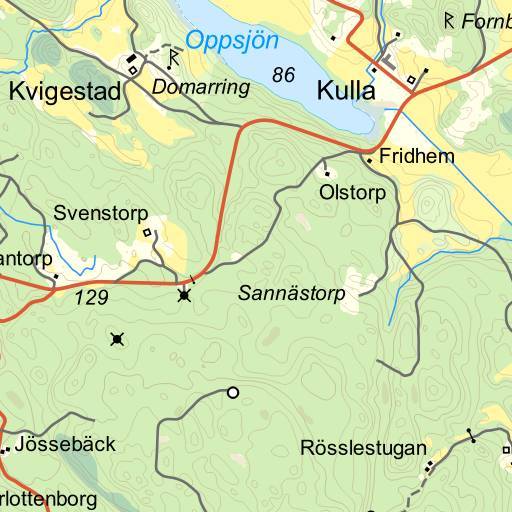 ᚱ Fornb
Oppsjön
ᚱ
86
Kvigestad
Domarring
Kulla
Fridhem
Olstorp
Svenstorp
antorp
129
Sannästorp
Jössebäck
Rösslestugan
rlottenborg